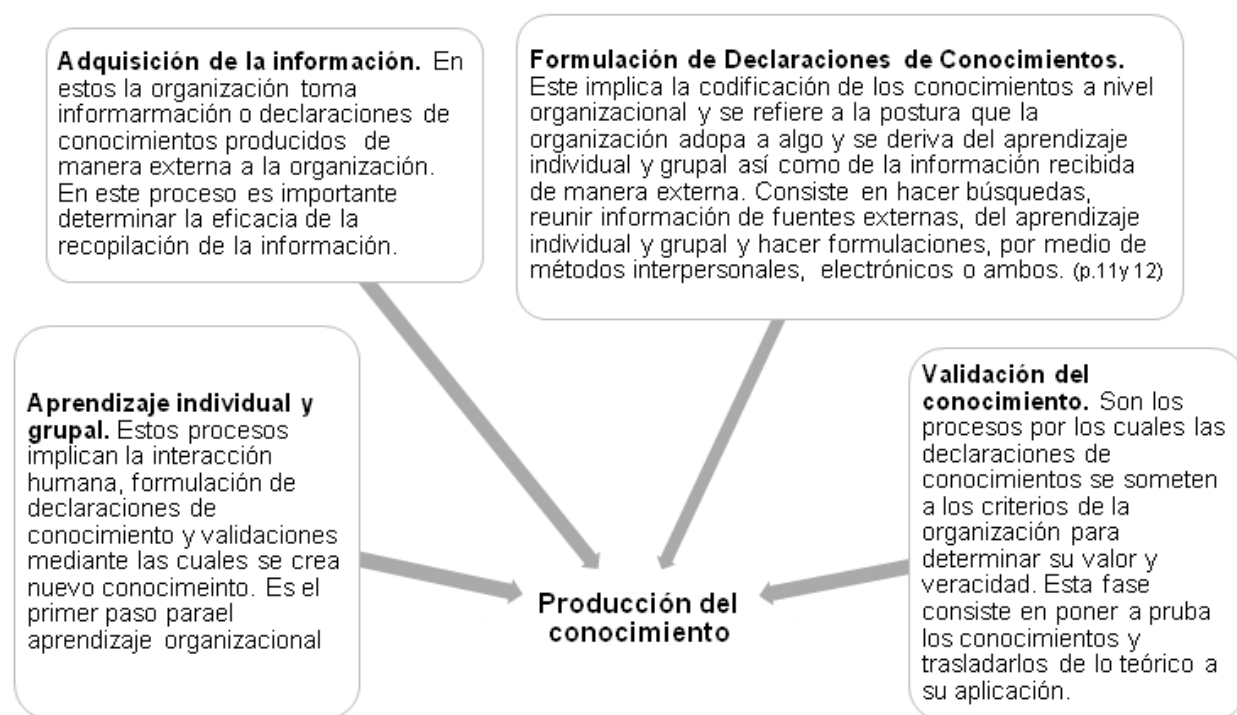 Adquisición de la información. En
estos la organización toma
informarmación o declaraciones de
conocimientos producidos de
manera externa a la organización.
En este proceso es importante
determinar la eficacia de la
recopilación de la información.
Formulación de Declaraciones de Conocimientos.
Este implica la codificación de los conocimientos a nivel
organizacional y se refiere a la postura que la
organización adopa a algo y se deriva del aprendizaje
individual y grupal así como de la información recibida
de manera externa. Consiste en hacer búsquedas,
reunir información de fuentes externas, del aprendizaje
individual y grupal y hacer formulaciones, por medio de
métodos interpersonales, electrónicos o ambos. (p.11y 12)
Aprendizaje individual y
grupal. Estos procesos
implican la interacción
humana, formulación de
declaraciones de
conocimiento y validaciones
mediante las cuales se crea
nuevo conocimeinto. Es el
primer paso parael
aprendizaje organizacional
Validación del
conocimiento. Son los
procesos por los cuales las
declaraciones de
conocimientos se someten
a los criterios de la
organización para
determinar su valor y
veracidad. Esta fase
consiste en poner a prueba
los conocimientos y
trasladarlos de lo teórico a
su aplicación.
Producción del
conocimiento